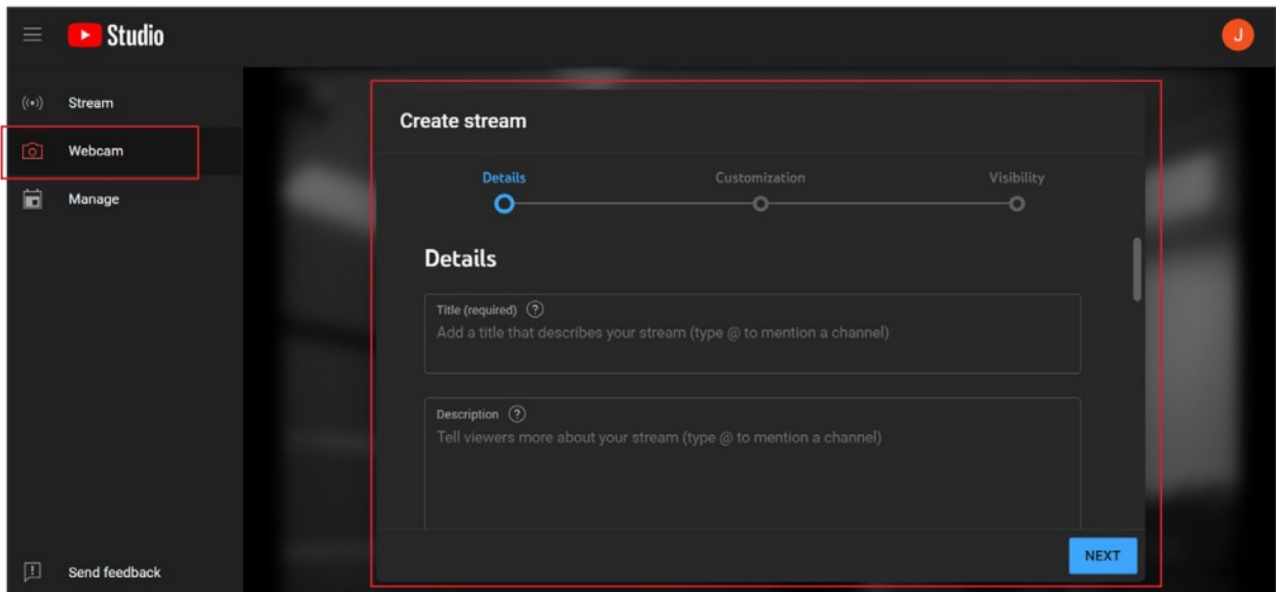 Studio
J
Stream
Webcam
Manage
Send feedback
Create stream
Details
Customization
Visibility
Details
Title (required) ?
Add a title that describes your stream (type @ to mention a channel)
Description ?
Tell viewers more about your stream (type @ to mention a channel)
NEXT